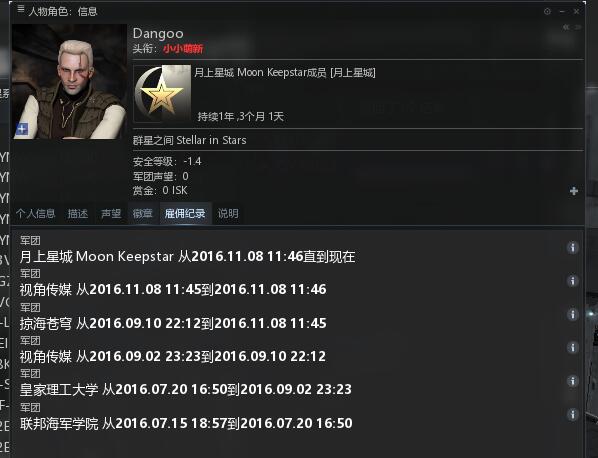 人物角色：信息
Dangoo
头衔：小小萌新
月上星城 Moon Keepstar成员 [月上星城]
持续1年 ,3个月 1天
群星之间 Stellar in Stars
安全等级：-1.4
军团声望：0
赏金：0 ISK
个人信息 描述 声望 徽章 雇佣纪录 说明
军团
月上星城 Moon Keepstar 从2016.11.08 11:46直到现在
军团
视角传媒 从2016.11.08 11:45到2016.11.08 11:46
军团
掠海苍穹 从2016.09.10 22:12到2016.11.08 11:45
军团
视角传媒 从2016.09.02 23:23到2016.09.10 22:12
军团
皇家理工大学 从2016.07.20 16:50到2016.09.02 23:23
军团
联邦海军学院 从2016.07.15 18:57到2016.07.20 16:50